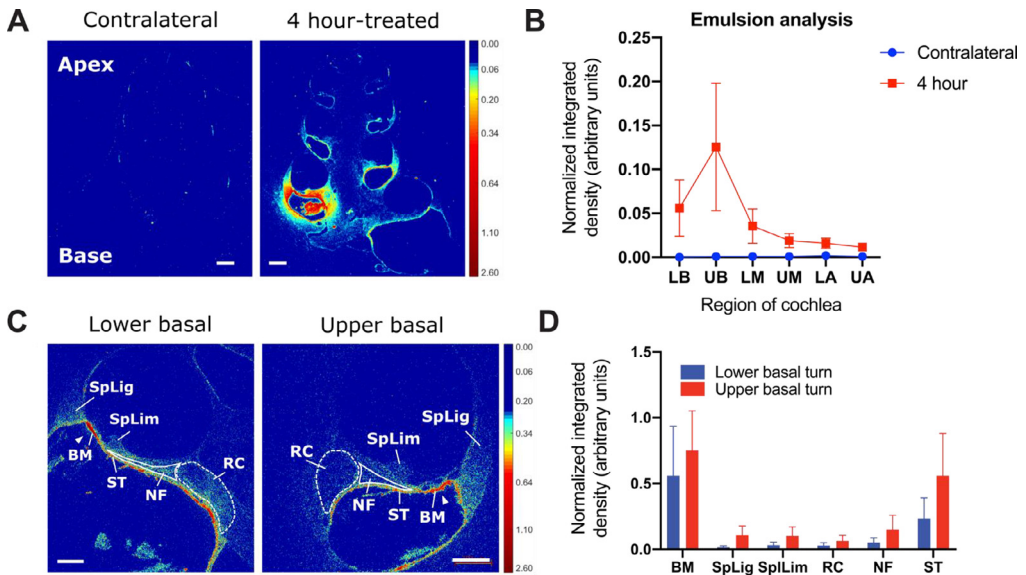 A
Contralateral
4 hour-treated
Apex
Base
0.00
0.06
0.20
0.34
0.64
1.10
2.60
B
Emulsion analysis
Normalized integrated
density (arbitrary units)
0.25
0.20
0.15
0.10
0.05
0.00
LB UB LM UM LA UA
Region of cochlea
Contralateral
4 hour
C
Lower basal
Upper basal
SpLig
SpLim
BM
ST
NF
RC
SpLig
SpLim
RC
NF
ST
BM
0.00
0.06
0.20
0.34
0.64
1.10
2.60
D
Normalized integrated
density (arbitrary units)
1.5
1.0
0.5
0.0
Lower basal turn
Upper basal turn
BM SpLig SplLim RC NF ST